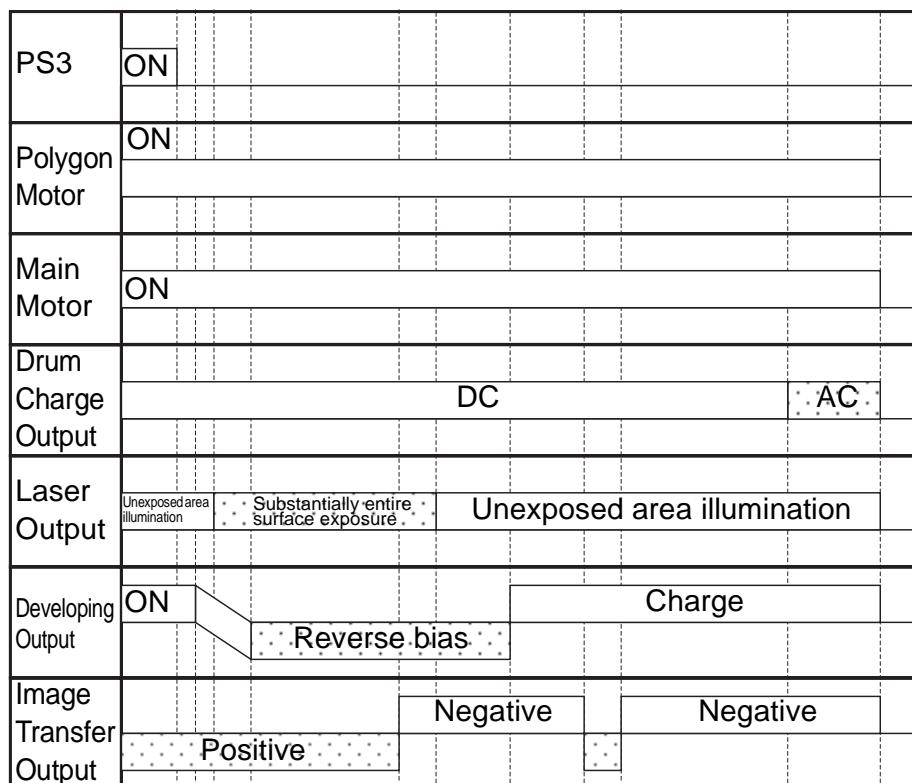 PS3
ON
Polygon
Motor
ON
Main
Motor
ON
Drum
Charge
Output
DC
AC
Laser
Output
Unexposed area
illumination
Substantially entire
surface exposure
Unexposed area illumination
Developing
Output
ON
Reverse bias
Charge
Image
Transfer
Output
Positive
Negative
Negative